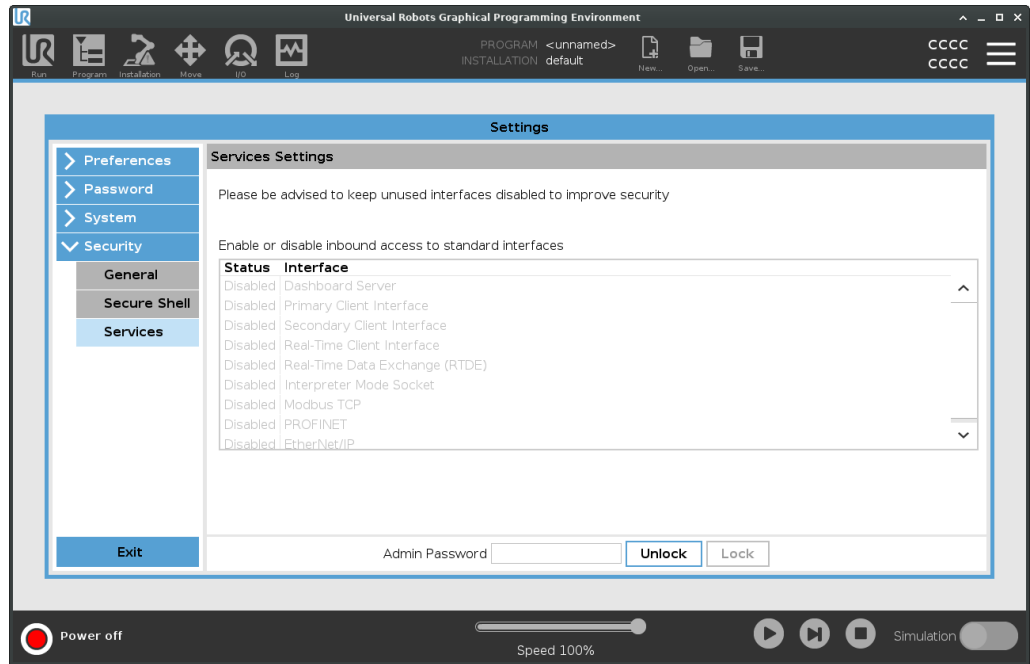 UR Universal Robots Graphical Programming Environment
UR
Run
Program
Installation
Move
I/O
Log
PROGRAM <unnamed>
INSTALLATION default
New...
Open...
Save...
CCCC
CCCC
Settings
Preferences
Password
System
Security
General
Secure Shell
Services
Exit
Services Settings
Please be advised to keep unused interfaces disabled to improve security
Enable or disable inbound access to standard interfaces
Status Interface
Disabled Dashboard Server
Disabled Primary Client Interface
Disabled Secondary Client Interface
Disabled Real-Time Client Interface
Disabled Real-Time Data Exchange (RTDE)
Disabled Interpreter Mode Socket
Disabled Modbus TCP
Disabled PROFINET
Disabled EtherNet/IP
Admin Password Unlock Lock
Power off
Speed 100%
Simulation